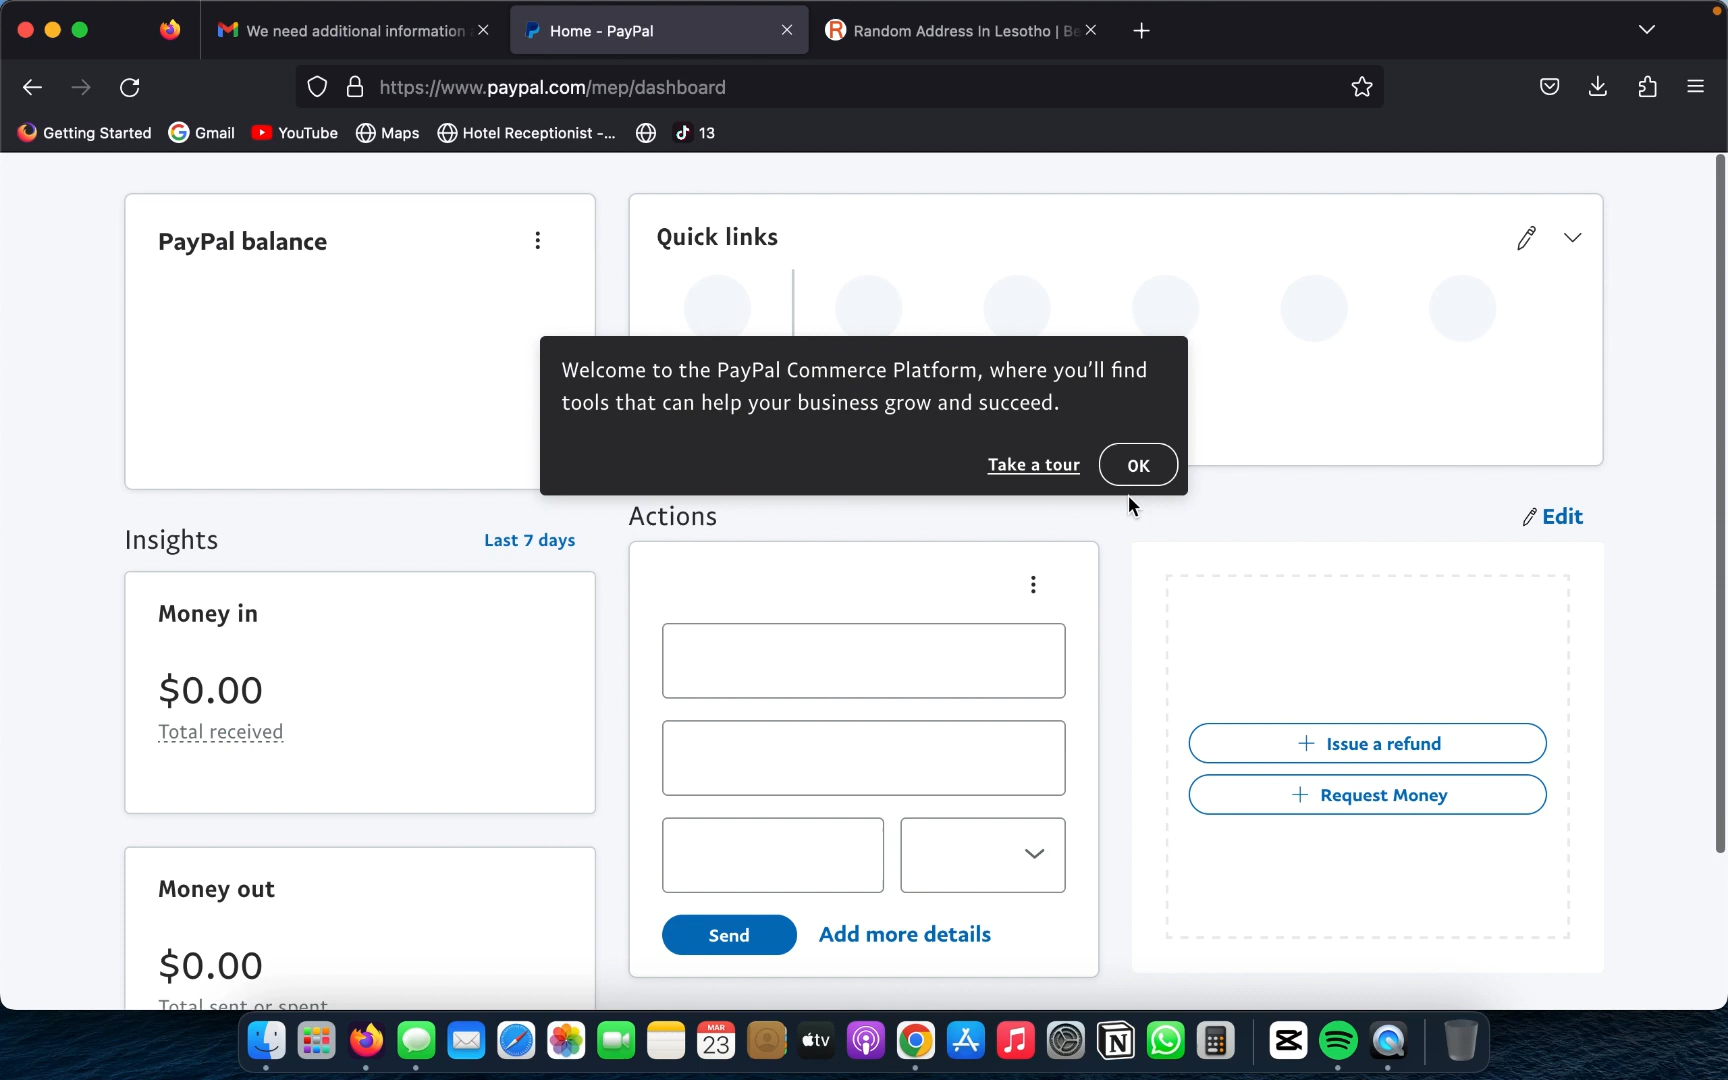 We need additional information a
Home - PayPal
Random Address In Lesotho | Be
https://www.paypal.com/mep/dashboard
Getting Started
Gmail
YouTube
Maps
Hotel Receptionist -...
13
PayPal balance
Quick links
Welcome to the PayPal Commerce Platform, where you'll find
tools that can help your business grow and succeed.
Take a tour
OK
Insights
Last 7 days
Actions
Edit
Money in
$0.00
Total received
Issue a refund
Request Money
Money out
$0.00
Total sent or spent
Send
Add more details
MAR
23
tv